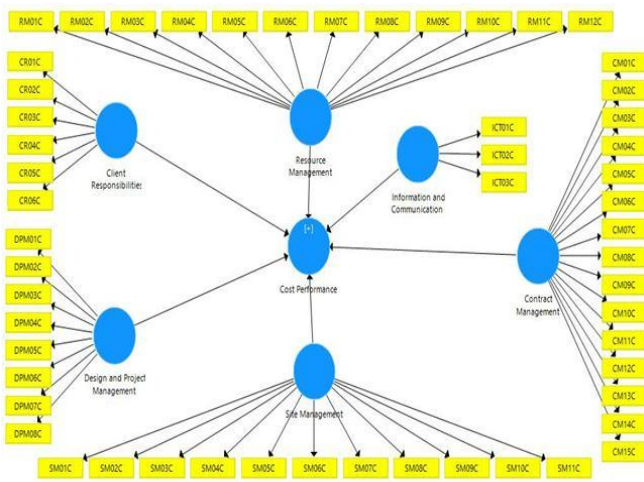 RM01C RM02C RM03C RM04C RM05C RM06C RM07C RM08C RM09C RM10C RM11C RM12C
CR01C
CR02C
CR03C
CR04C
CR05C
CR06C
Client
Responsibilities
Resource
Management
ICT01C
ICT02C
ICT03C
Information and
Communication
CM01C
CM02C
CM03C
CM04C
CM05C
CM06C
CM07C
CM08C
CM09C
CM10C
CM11C
CM12C
CM13C
CM14C
CM15C
Contract
Management
[+]
Cost Performance
DPM01C
DPM02C
DPM03C
DPM04C
DPM05C
DPM06C
DPM07C
DPM08C
Design and Project
Management
Site Management
SM01C SM02C SM03C SM04C SM05C SM06C SM07C SM08C SM09C SM10C SM11C